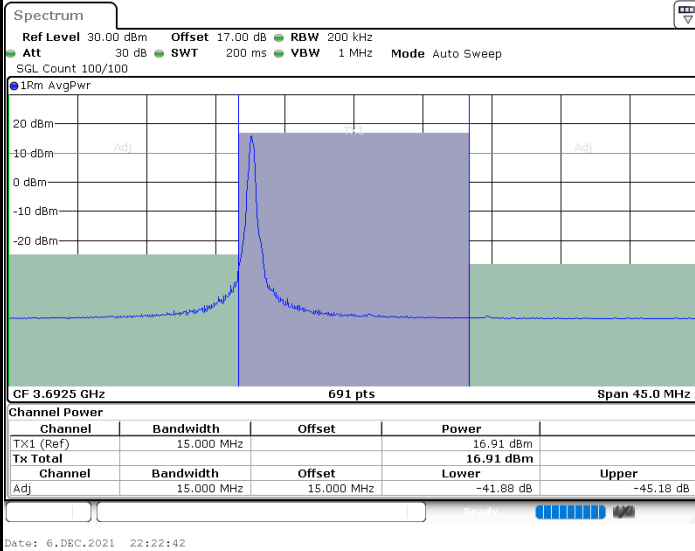 Spectrum
Ref Level 30.00 dBm Offset 17.00 dB RBW 200 kHz
Att 30 dB SWT 200 ms VBW 1 MHz Mode Auto Sweep
SGL Count 100/100
1Rm AvgPwr
20 dBm
Tx1
Adj Adj
10 dBm
0 dBm
-10 dBm
-20 dBm
CF 3.6925 GHz 691 pts Span 45.0 MHz
Channel Power
Channel Bandwidth Offset Power
TX1 (Ref) 15.000 MHz 16.91 dBm
Tx Total 16.91 dBm
Channel Bandwidth Offset Lower Upper
Adj 15.000 MHz 15.000 MHz -41.88 dB -45.18 dB
Ready
Date: 6.DEC.2021 22:22:42